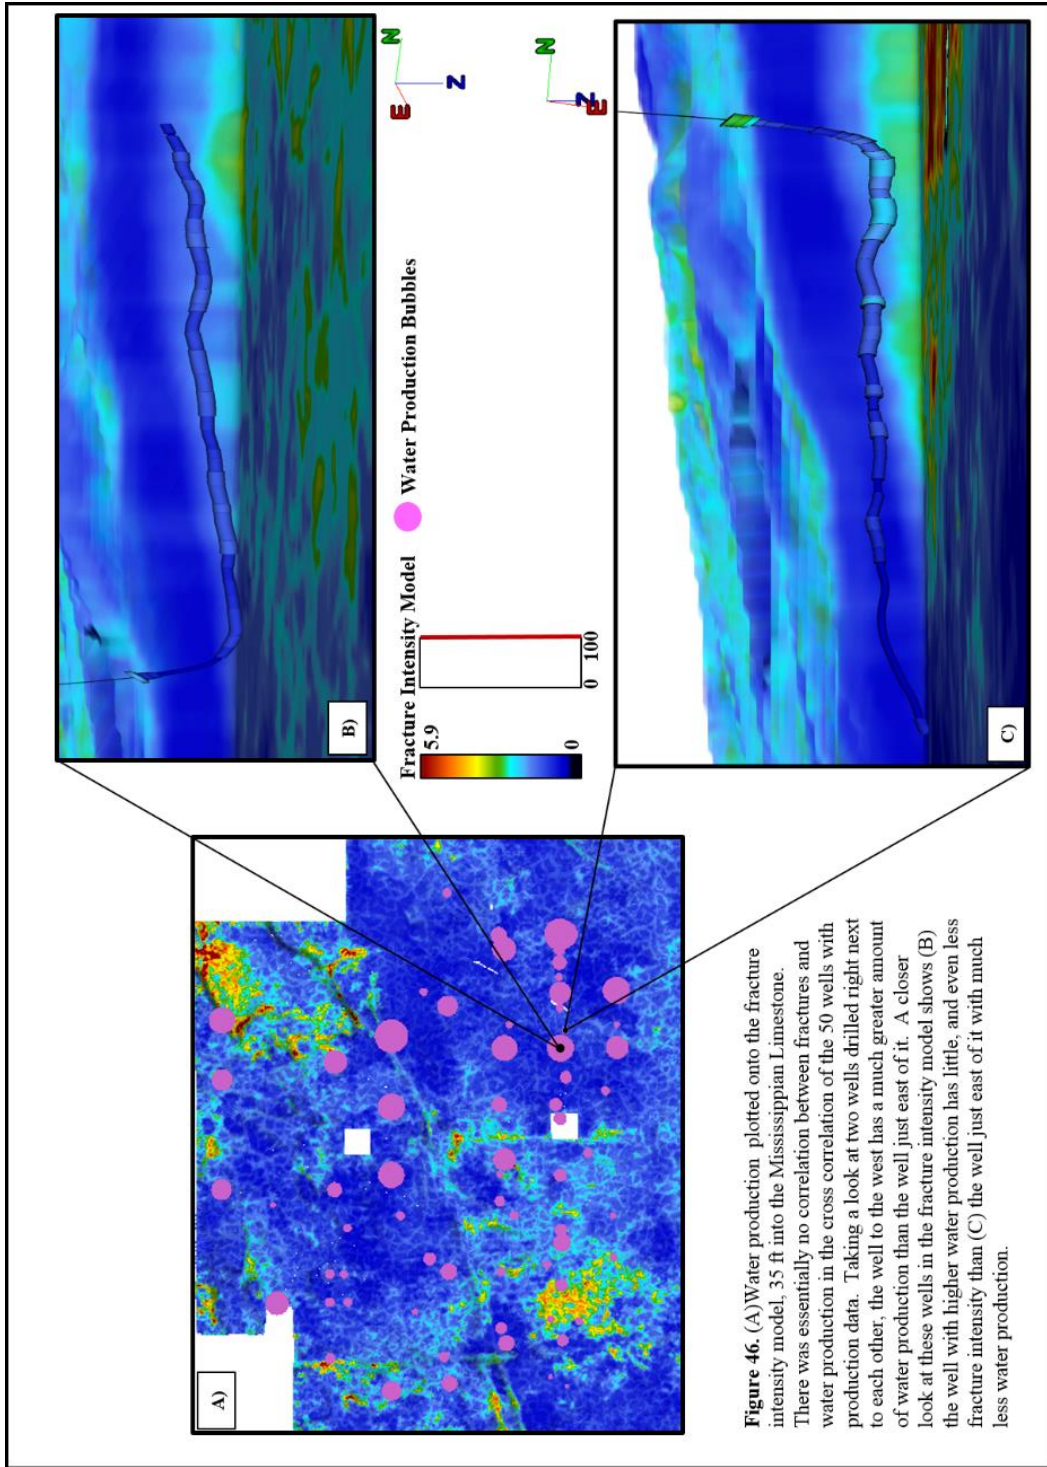 A)
B)
N
E
Z
Fracture Intensity Model
Water Production Bubbles
5.9
0
0 100
C)
N
Z
E
Figure 46. (A)Water production plotted onto the fracture
intensity model, 35 ft into the Mississippian Limestone.
There was essentially no correlation between fractures and
water production in the cross correlation of the 50 wells with
production data. Taking a look at two wells drilled right next
to each other, the well to the west has a much greater amount
of water production than the well just east of it. A closer
look at these wells in the fracture intensity model shows (B)
the well with higher water production has little, and even less
fracture intensity than (C) the well just east of it with much
less water production.